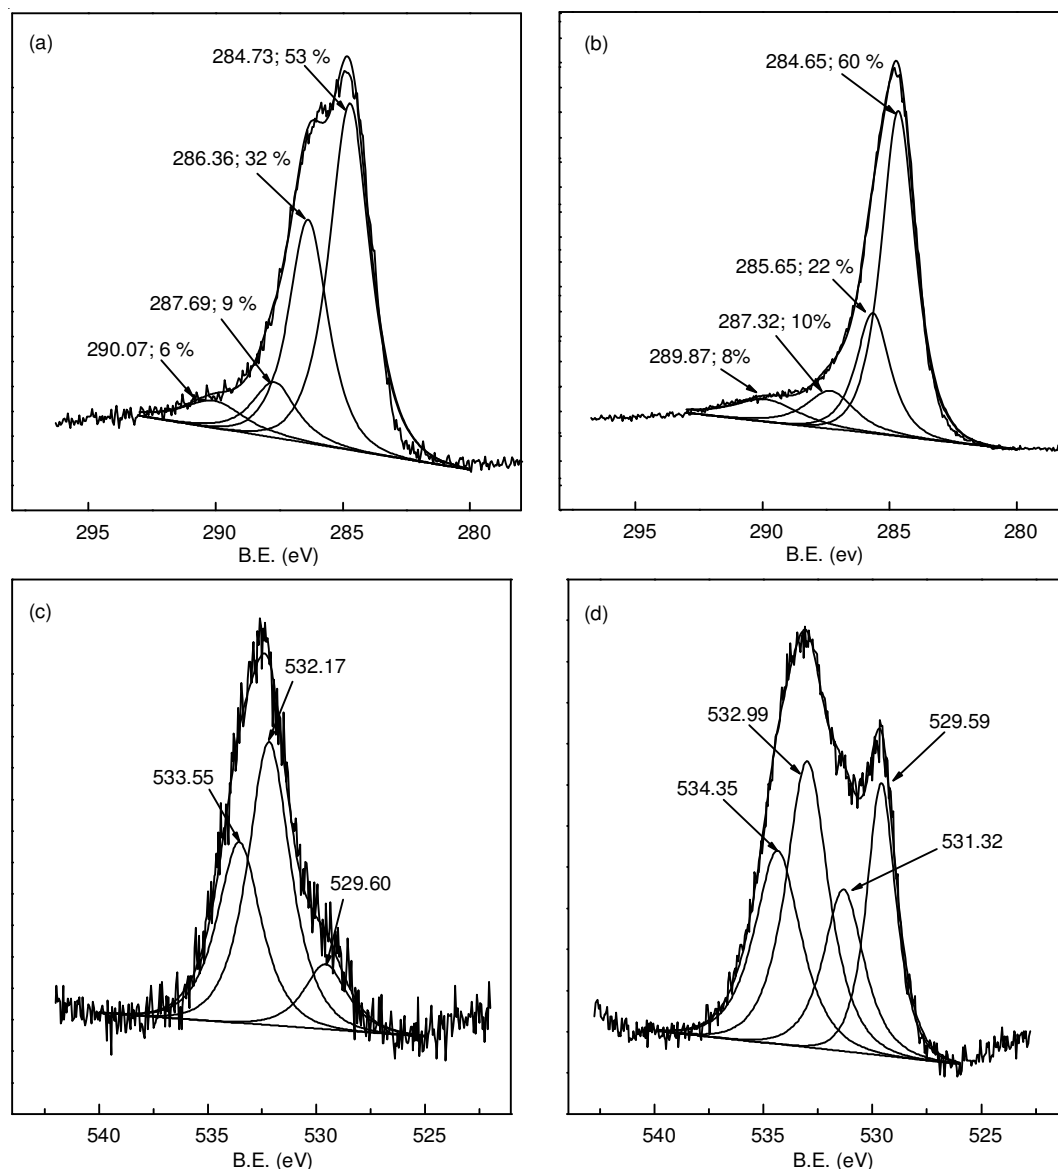 (a)
284.73; 53 %
286.36; 32 %
287.69; 9 %
290.07; 6 %
295 290 285 280
B.E. (eV)
(b)
284.65; 60 %
285.65; 22 %
287.32; 10%
289.87; 8%
295 290 285 280
B.E. (ev)
(c)
532.17
533.55
529.60
540 535 530 525
B.E. (eV)
(d)
532.99
529.59
534.35
531.32
540 535 530 525
B.E. (eV)